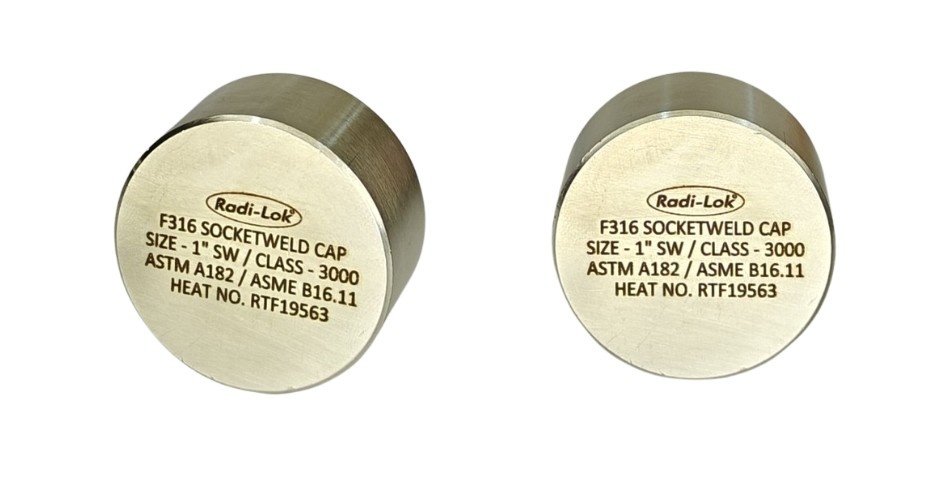 Radi-Lok
F316 SOCKETWELD CAP
SIZE - 1" SW / CLASS - 3000
ASTM A182 / ASME B16.11
HEAT NO. RTF19563
Radi-Lok
F316 SOCKETWELD CAP
SIZE - 1" SW / CLASS - 3000
ASTM A182 / ASME B16.11
HEAT NO. RTF19563